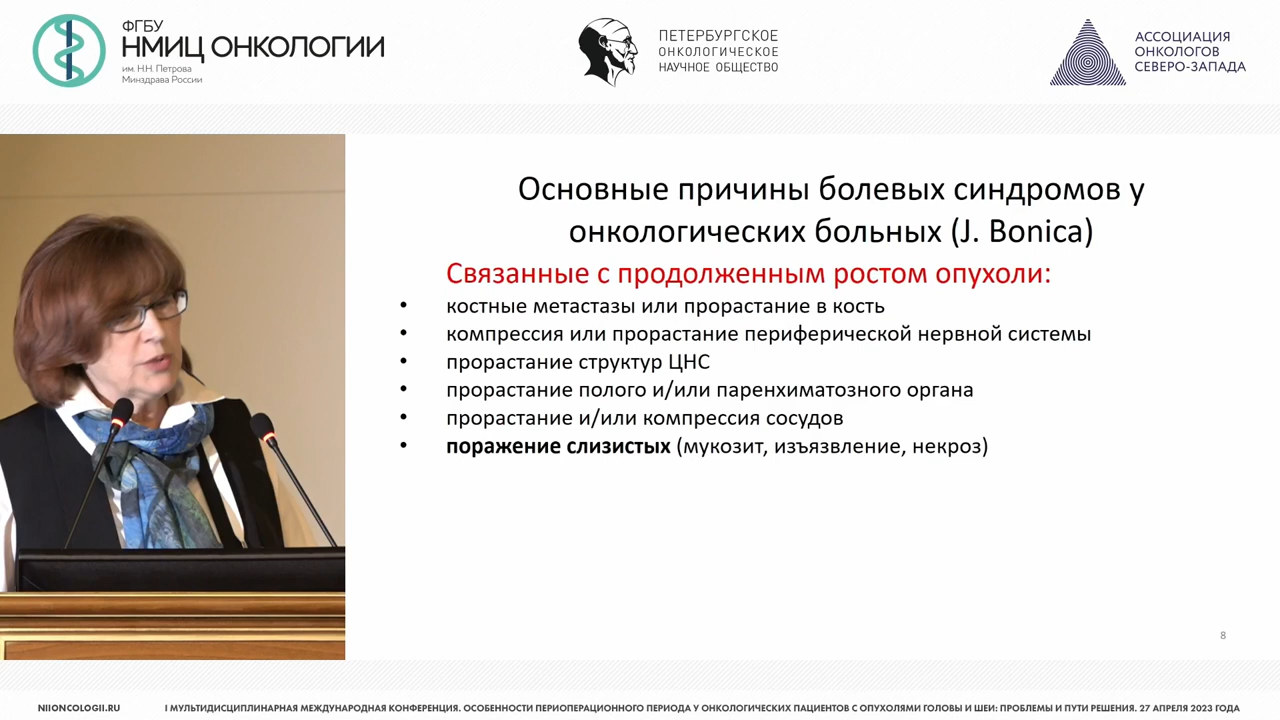 ФГБУ
НМИЦ ОНКОЛОГИИ
им. Н.Н. Петрова
Минздрава России
ПЕТЕРБУРГСКОЕ
ОНКОЛОГИЧЕСКОЕ
НАУЧНОЕ ОБЩЕСТВО
АССОЦИАЦИЯ
ОНКОЛОГОВ
СЕВЕРО-ЗАПАДА
Основные причины болевых синдромов у
онкологических больных (J. Bonica)
Связанные с продолженным ростом опухоли:
• костные метастазы или прорастание в кость
• компрессия или прорастание периферической нервной системы
• прорастание структур ЦНС
• прорастание полого и/или паренхиматозного органа
• прорастание и/или компрессия сосудов
• поражение слизистых (мукозит, изъязвление, некроз)
8
NIIONCOLOGII.RU
I МУЛЬТИДИСЦИПЛИНАРНАЯ МЕЖДУНАРОДНАЯ КОНФЕРЕНЦИЯ. ОСОБЕННОСТИ ПЕРИОПЕРАЦИОННОГО ПЕРИОДА У ОНКОЛОГИЧЕСКИХ ПАЦИЕНТОВ С ОПУХОЛЯМИ ГОЛОВЫ И ШЕИ: ПРОБЛЕМЫ И ПУТИ РЕШЕНИЯ. 27 АПРЕЛЯ 2023 ГОДА